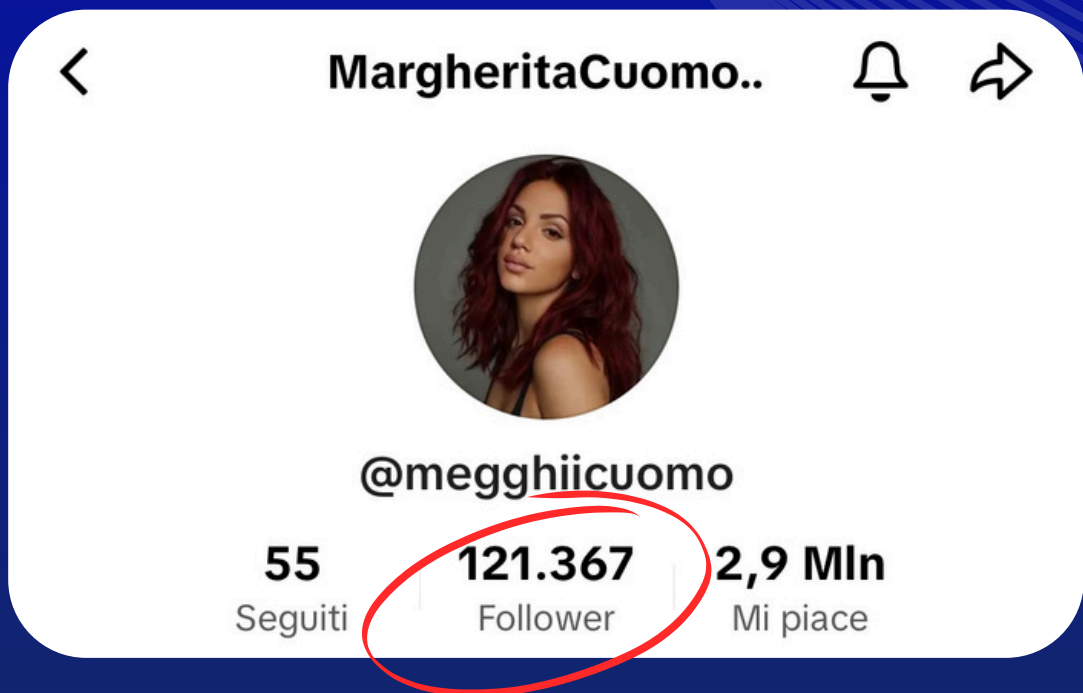 MargheritaCuomo..
@megghiicuomo
55 121.367 2,9 Mln
Seguiti Follower Mi piace